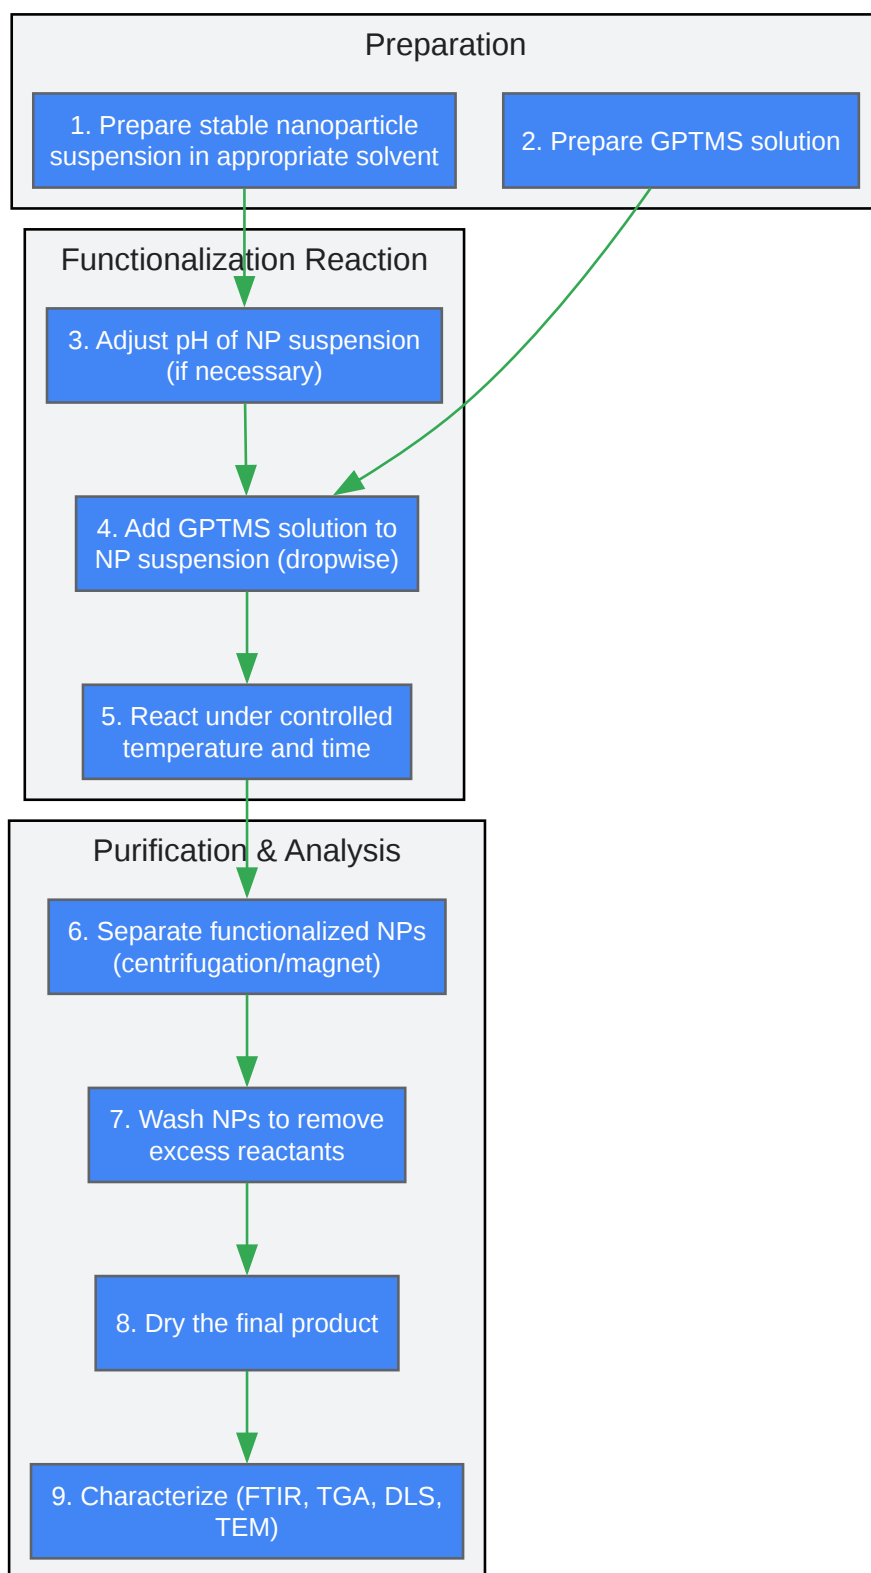 Preparation
1. Prepare stable nanoparticle
suspension in appropriate solvent
2. Prepare GPTMS solution
Functionalization Reaction
3. Adjust pH of NP suspension
(if necessary)
4. Add GPTMS solution to
NP suspension (dropwise)
5. React under controlled
temperature and time
Purification & Analysis
6. Separate functionalized NPs
(centrifugation/magnet)
7. Wash NPs to remove
excess reactants
8. Dry the final product
9. Characterize (FTIR, TGA, DLS,
TEM)